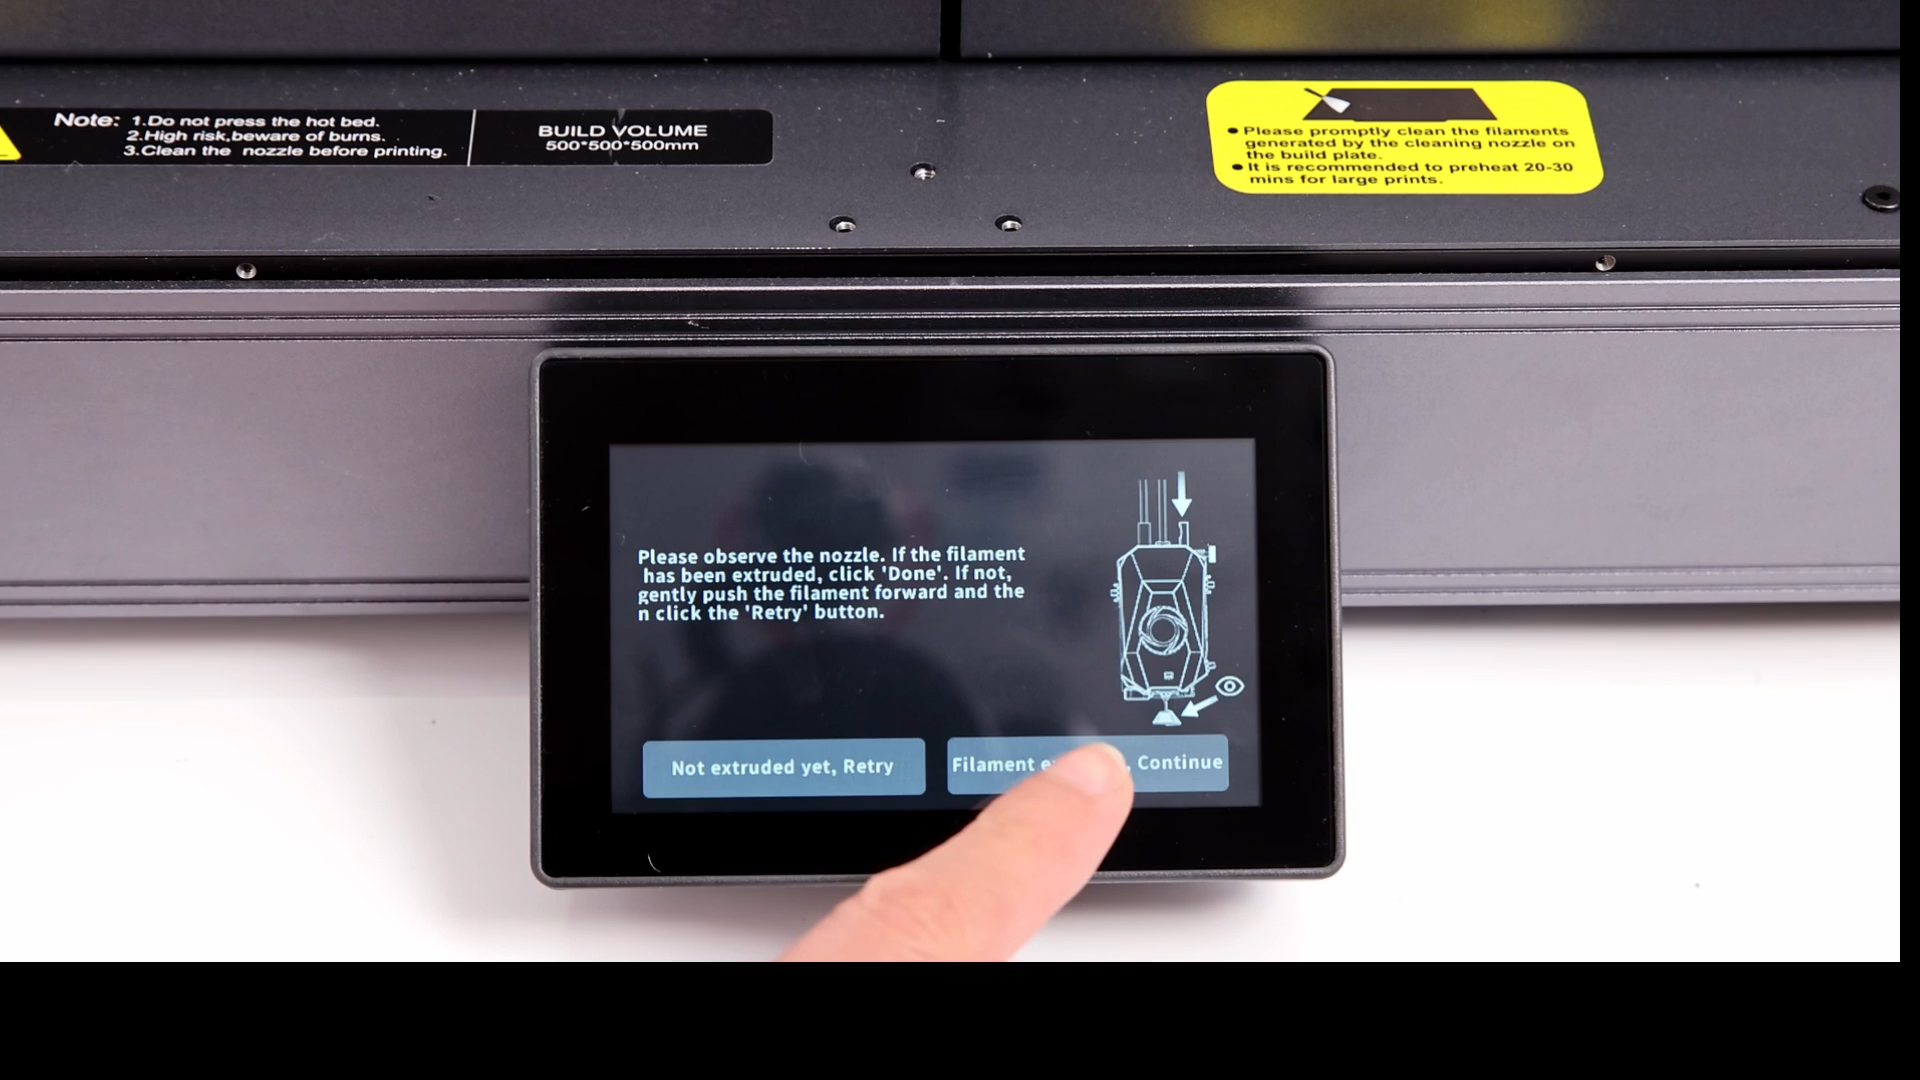 Note: 1.Do not press the hot bed.
2.High risk,beware of burns.
3.Clean the nozzle before printing.
BUILD VOLUME
500*500*500mm
Please promptly clean the filaments
generated by the cleaning nozzle on
the build plate.
It is recommended to preheat 20-30
mins for large prints.
Please observe the nozzle. If the filament
has been extruded, click 'Done'. If not,
gently push the filament forward and the
n click the 'Retry' button.
Not extruded yet, Retry
Filament , Continue